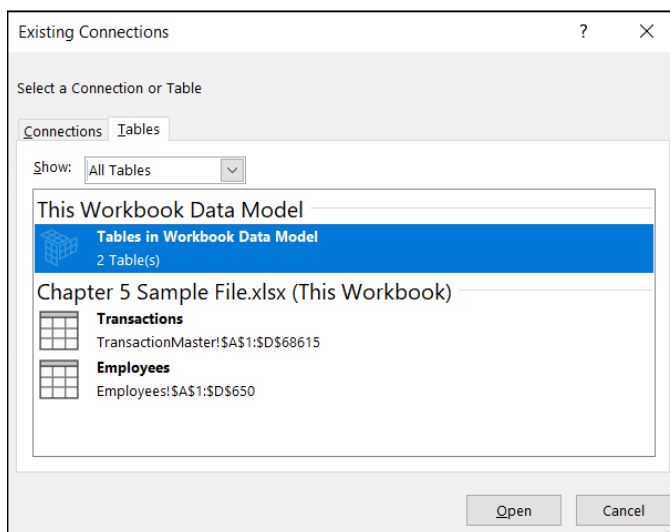 Existing Connections
?
Select a Connection or Table
Connections Tables
Show: All Tables
This Workbook Data Model
Tables in Workbook Data Model
2 Table(s)
Chapter 5 Sample File.xlsx (This Workbook)
Transactions
TransactionMaster!$A$1:$D$68615
Employees
Employees!$A$1:$D$650
Open Cancel